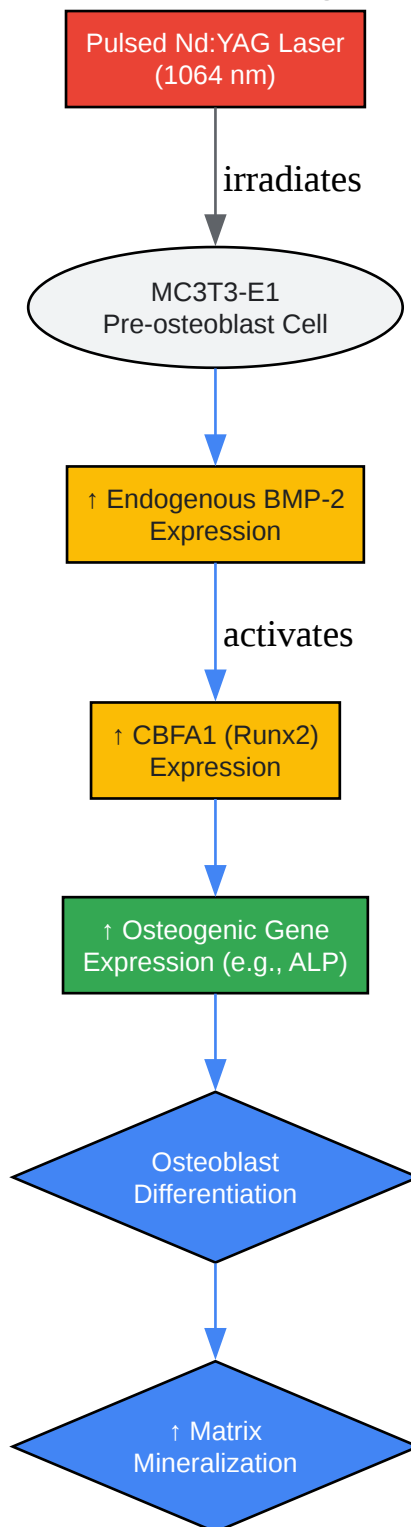 Pulsed Nd:YAG Laser
(1064 nm)
irradiates
MC3T3-E1
Pre-osteoblast Cell
↑ Endogenous BMP-2
Expression
activates
↑ CBFA1 (Runx2)
Expression
↑ Osteogenic Gene
Expression (e.g., ALP)
Osteoblast
Differentiation
↑ Matrix
Mineralization